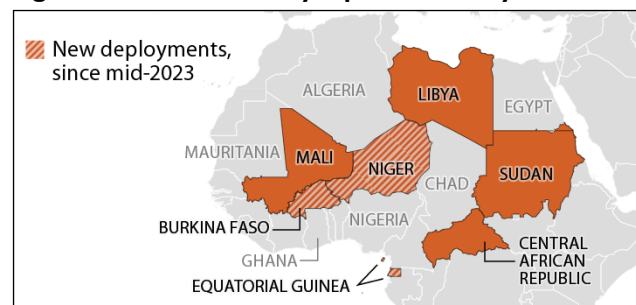 New deployments,
since mid-2023
ALGERIA
LIBYA
EGYPT
MAURITANIA
MALI
NIGER
CHAD
SUDAN
BURKINA FASO
NIGERIA
GHANA
EQUATORIAL GUINEA
CENTRAL
AFRICAN
REPUBLIC